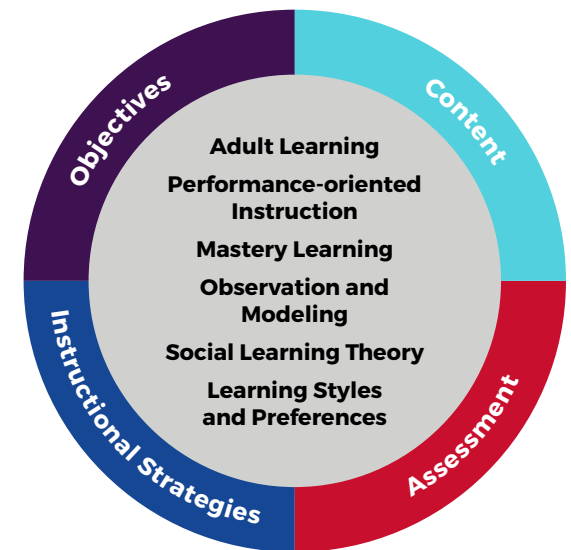 Objectives
Content
Adult Learning
Performance-oriented
Instruction
Mastery Learning
Observation and
Modeling
Social Learning Theory
Learning Styles
and Preferences
Instructional Strategies
Assessment